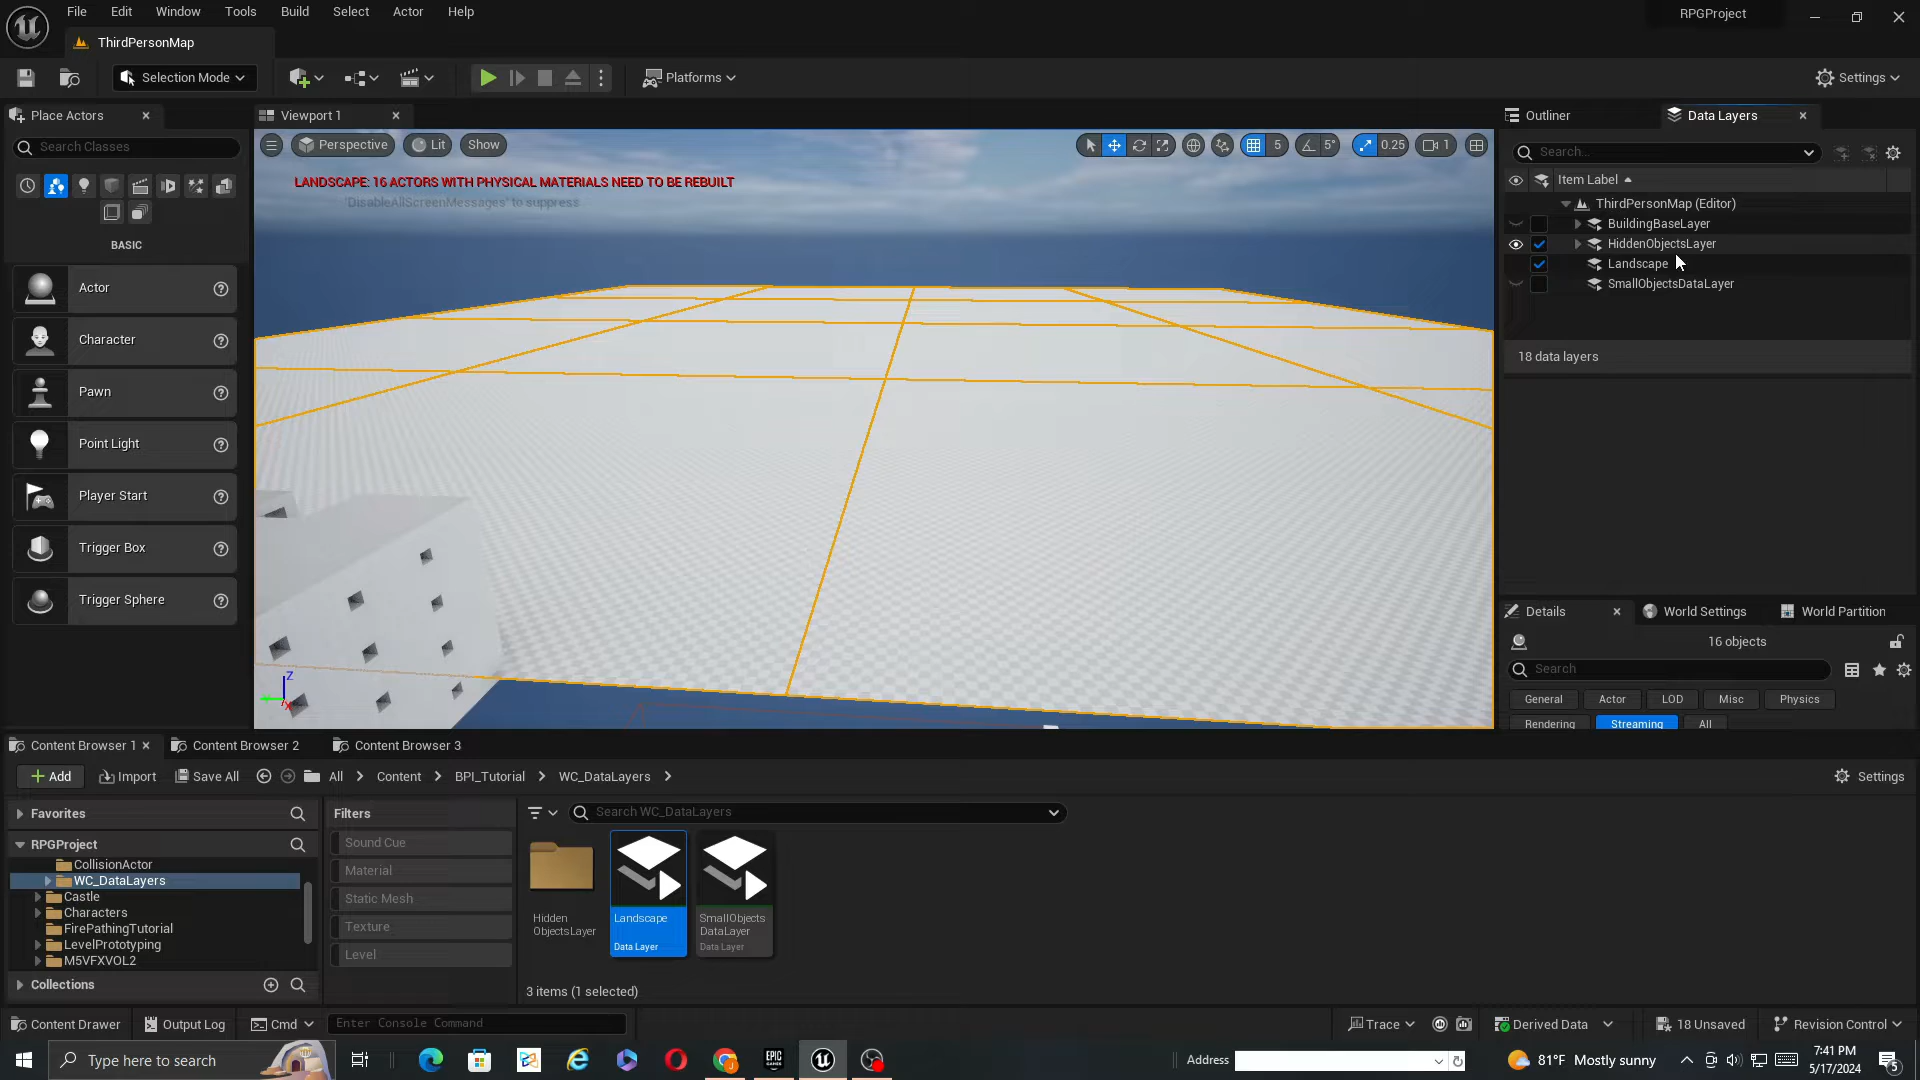 File Edit Window Tools Build Select Actor Help
RPGProject
ThirdPersonMap
Selection Mode
Platforms
Settings
Place Actors
Search Classes
BASIC
Actor
Character
Pawn
Point Light
Player Start
Trigger Box
Trigger Sphere
Viewport 1
Perspective
Lit
Show
5
5°
0.25
1
LANDSCAPE: 16 ACTORS WITH PHYSICAL MATERIALS NEED TO BE REBUILT
'DisableAllScreenMessages' to suppress
Z
Outliner
Data Layers
Search...
Item Label
ThirdPersonMap (Editor)
BuildingBaseLayer
HiddenObjectsLayer
Landscape
SmallObjectsDataLayer
18 data layers
Details
World Settings
World Partition
16 objects
Search
General Actor LOD Misc Physics
Rendering Streaming All
Content Browser 1
Content Browser 2
Content Browser 3
Add
Import
Save All
All
Content
BPI_Tutorial
WC_DataLayers
Settings
Favorites
RPGProject
CollisionActor
WC_DataLayers
Castle
Characters
FirePathingTutorial
LevelPrototyping
M5VFXVOL2
Collections
Filters
Sound Cue
Material
Static Mesh
Texture
Level
Search WC_DataLayers
Hidden
ObjectsLayer
Landscape
Data Layer
SmallObjects
DataLayer
Data Layer
3 items (1 selected)
Content Drawer
Output Log
Cmd
Enter Console Command
Trace
Derived Data
18 Unsaved
Revision Control
Type here to search
Address
81°F Mostly sunny
7:41 PM
5/17/2024
5